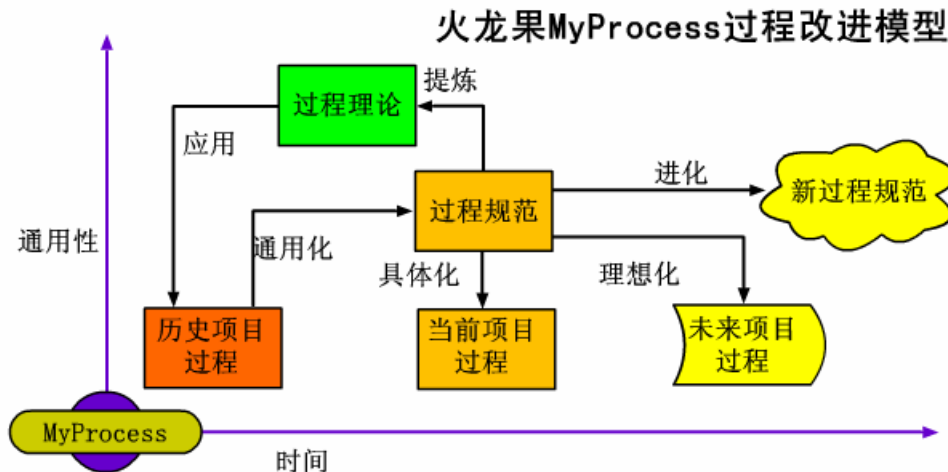 火龙果MyProcess过程改进模型
提炼
过程理论
应用
进化
过程规范
新过程规范
通用性
通用化
具体化
理想化
历史项目
过程
当前项目
过程
未来项目
过程
MyProcess
时间